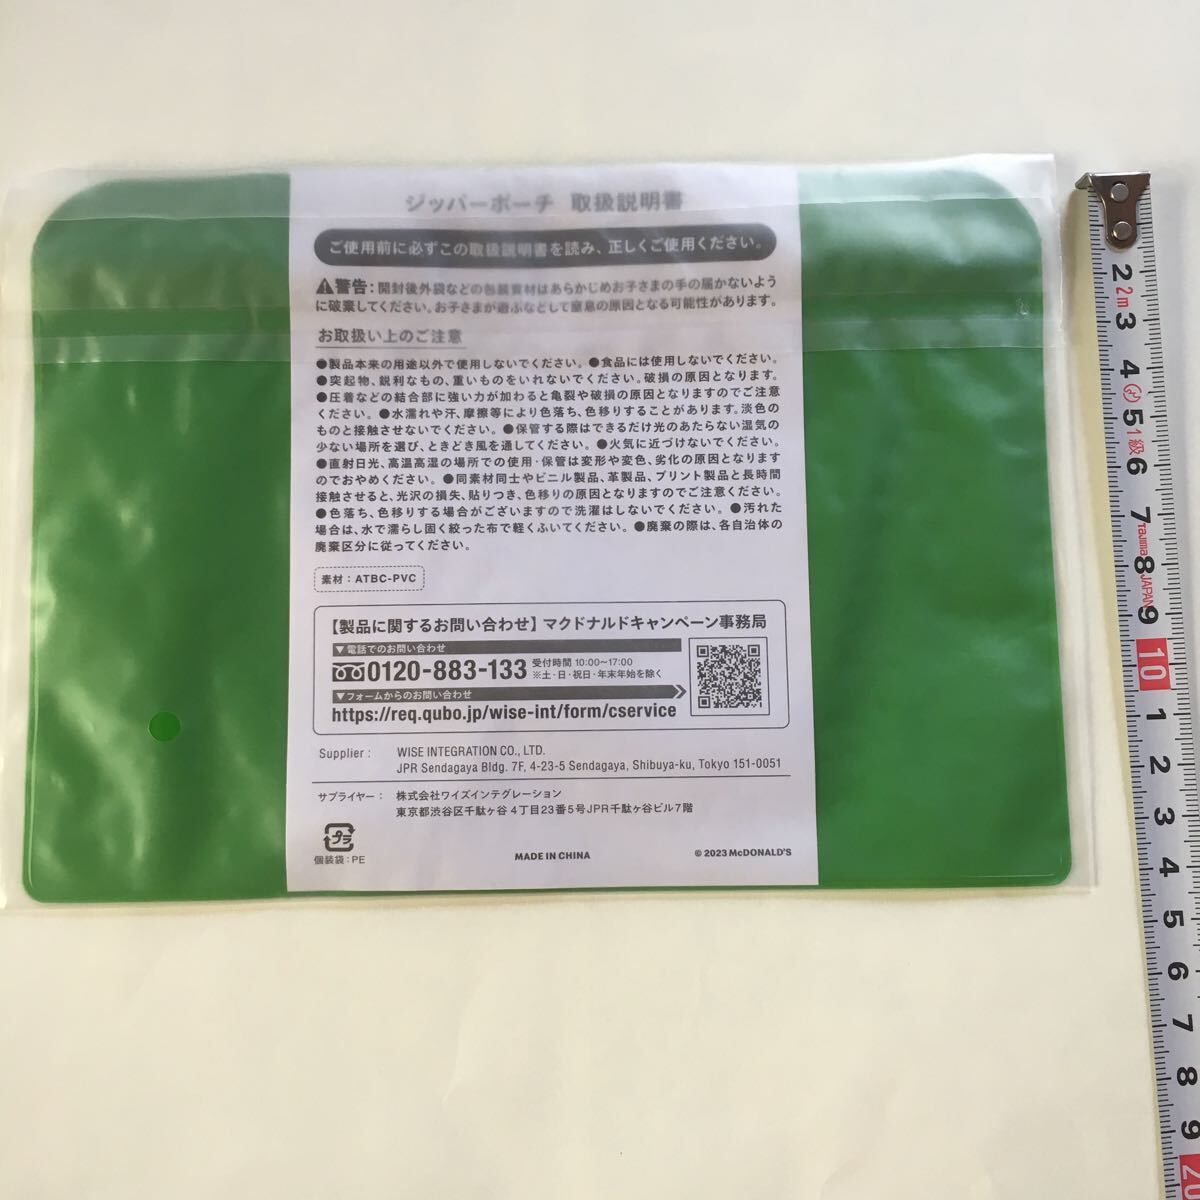 ジッパーポーチ 取扱説明書
ご使用前に必ずこの取扱説明書を読み、正しくご使用ください。
⚠警告：開封後外袋などの包装資材はあらかじめお子さまの手の届かないよう
に破棄してください。お子さまが遊ぶなどして窒息の原因となる可能性があります。
お取扱い上のご注意
●製品本来の用途以外で使用しないでください。●食品には使用しないでください。
●突起物、鋭利なもの、重いものをいれないでください。破損の原因となります。
●圧着などの結合部に強い力が加わると亀裂や破損の原因となりますのでご注意
ください。●水濡れや汗、摩擦等により色落ち、色移りすることがあります。淡色の
ものと接触させないでください。●保管する際はできるだけ光のあたらない湿気の
少ない場所を選び、ときどき風を通してください。●火気に近づけないでください。
●直射日光、高温高湿の場所での使用・保管は変形や変色、劣化の原因となります
のでおやめください。●同素材同士やビニル製品、革製品、プリント製品と長時間
接触させると、光沢の損失、貼りつき、色移りの原因となりますのでご注意ください。
●色落ち、色移りする場合がございますので洗濯はしないでください。●汚れた
場合は、水で濡らし固く絞った布で軽くふいてください。●廃棄の際は、各自治体の
廃棄区分に従ってください。
素材：ATBC-PVC
【製品に関するお問い合わせ】マクドナルドキャンペーン事務局
▼電話でのお問い合わせ
0120-883-133 受付時間 10:00〜17:00
※土・日・祝日・年末年始を除く
▼フォームからのお問い合わせ
https://req.qubo.jp/wise-int/form/cservice
Supplier : WISE INTEGRATION CO., LTD.
JPR Sendagaya Bldg. 7F, 4-23-5 Sendagaya, Shibuya-ku, Tokyo 151-0051
サプライヤー： 株式会社ワイズインテグレーション
東京都渋谷区千駄ヶ谷4丁目23番5号JPR千駄ヶ谷ビル7階
プラ
個装袋：PE
MADE IN CHINA
© 2023 McDONALD'S
2
2m
3
4
5
1級
6
7
Tajima
8
JAPAN
9
10
1
2
3
4
5
6
7
8
9
20